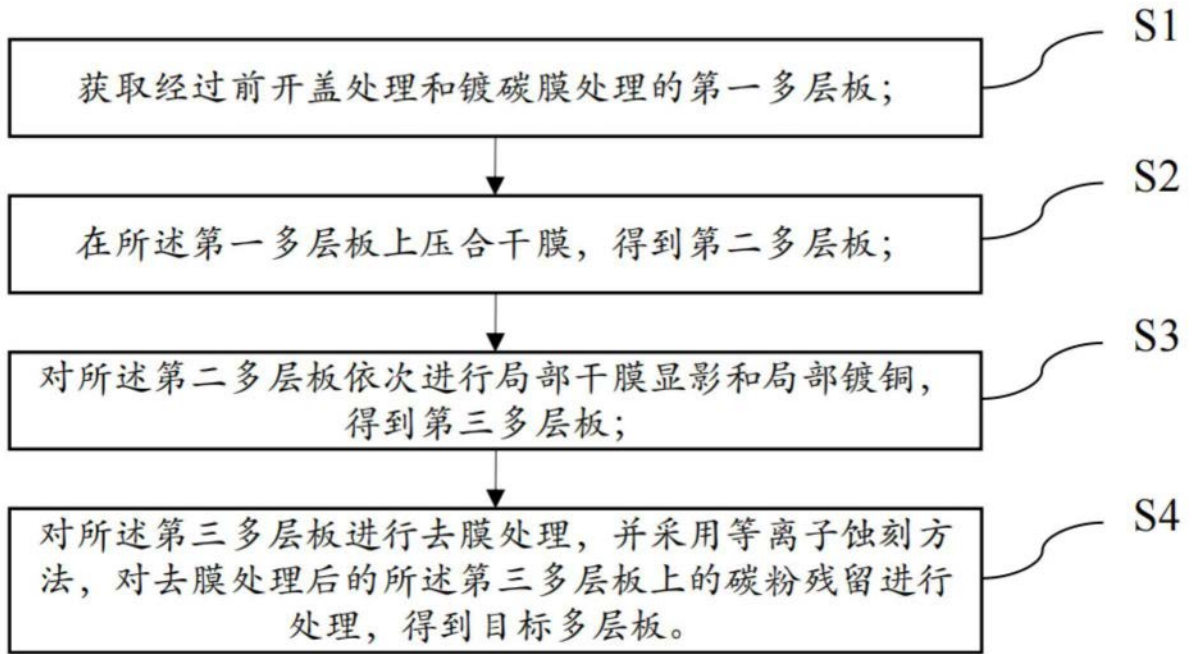 S1
获取经过前开盖处理和镀碳膜处理的第一多层板；
S2
在所述第一多层板上压合干膜，得到第二多层板；
S3
对所述第二多层板依次进行局部干膜显影和局部镀铜，
得到第三多层板；
S4
对所述第三多层板进行去膜处理，并采用等离子蚀刻方
法，对去膜处理后的所述第三多层板上的碳粉残留进行
处理，得到目标多层板。